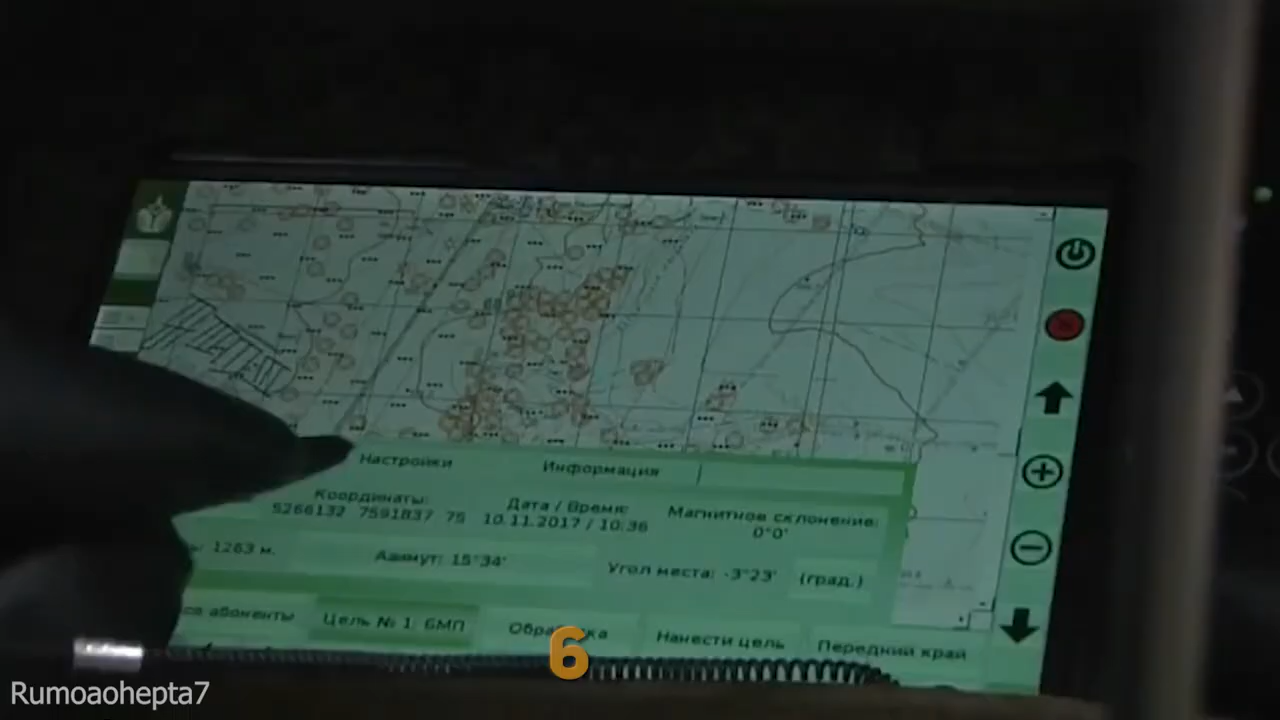 Настройки Информация
Координаты: Дата / Время: Магнитное склонение:
5266132 7591837 75 10.11.2017 / 10:36 0°0'
1263 м. Азимут: 15°34' Угол места: -3°23' (град.)
абоненты Цель № 1: БМП Нанести цель Передний край
6
Rumoaohepta7